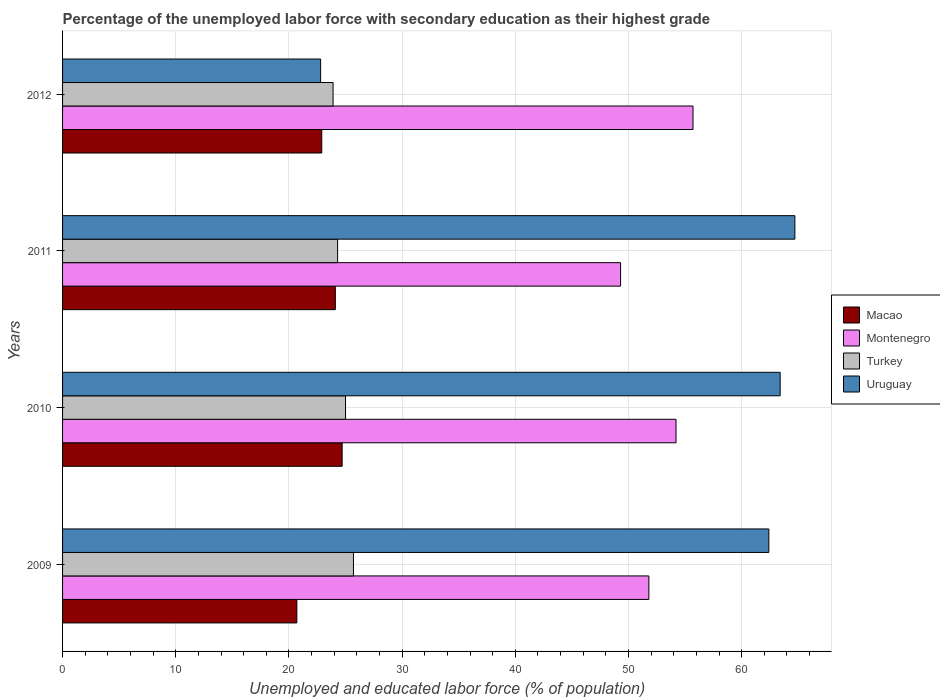 Percentage of the unemployed labor force with secondary education as their highest grade
2012
2011
2010
2009
Years
0
10
20
30
40
50
60
Unemployed and educated labor force (% of population)
Macao
Montenegro
Turkey
Uruguay